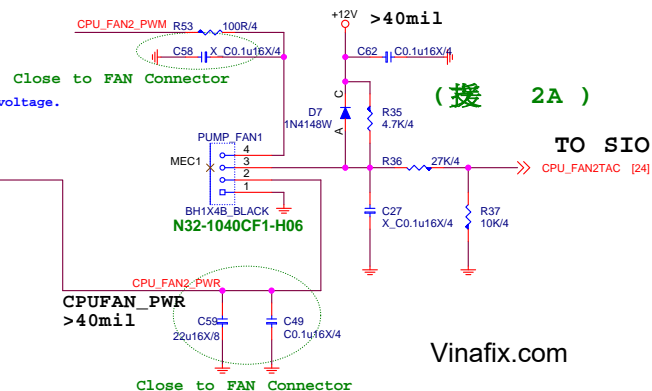 CPU_FAN2_PWM
R53
100R/4
+12V
>40mil
C58
X_C0.1u16X/4
C62
C0.1u16X/4
Close to FAN Connector
voltage.
2A )
D7
C
1N4148W
A
R35
4.7K/4
PUMP_FAN1
4
3
2
1
MEC1
BH1X4B_BLACK
N32-1040CF1-H06
R36
27K/4
TO SIO
CPU_FAN2TAC [24]
C27
X_C0.1u16X/4
R37
10K/4
CPU_FAN2_PWR
CPUFAN_PWR
>40mil
C59
22u16X/8
C49
C0.1u16X/4
Close to FAN Connector
Vinafix.com